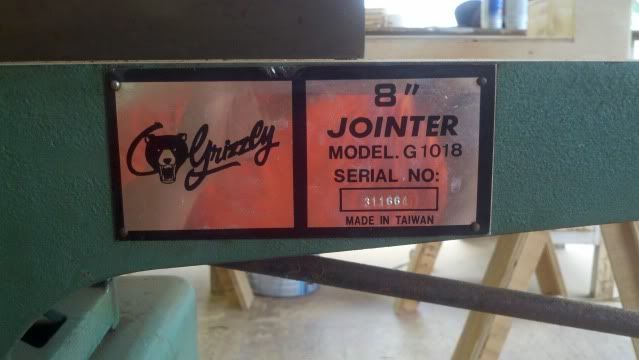 Grizzly
8"
JOINTER
MODEL. G1018
SERIAL NO:
311664
MADE IN TAIWAN